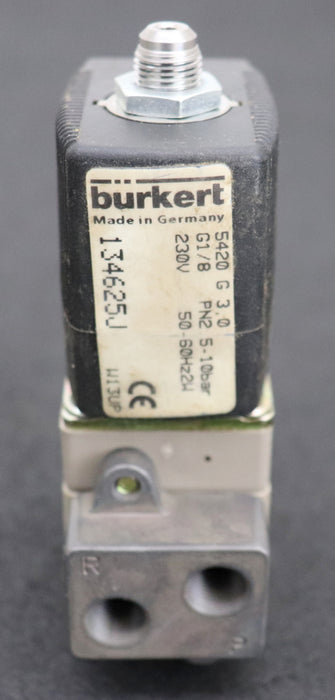 bürkert
Made in Germany
5420 G 3,0
G1/8 PN2 5-10bar
230V 50-60Hz2W
134625J
CE W13UP
R